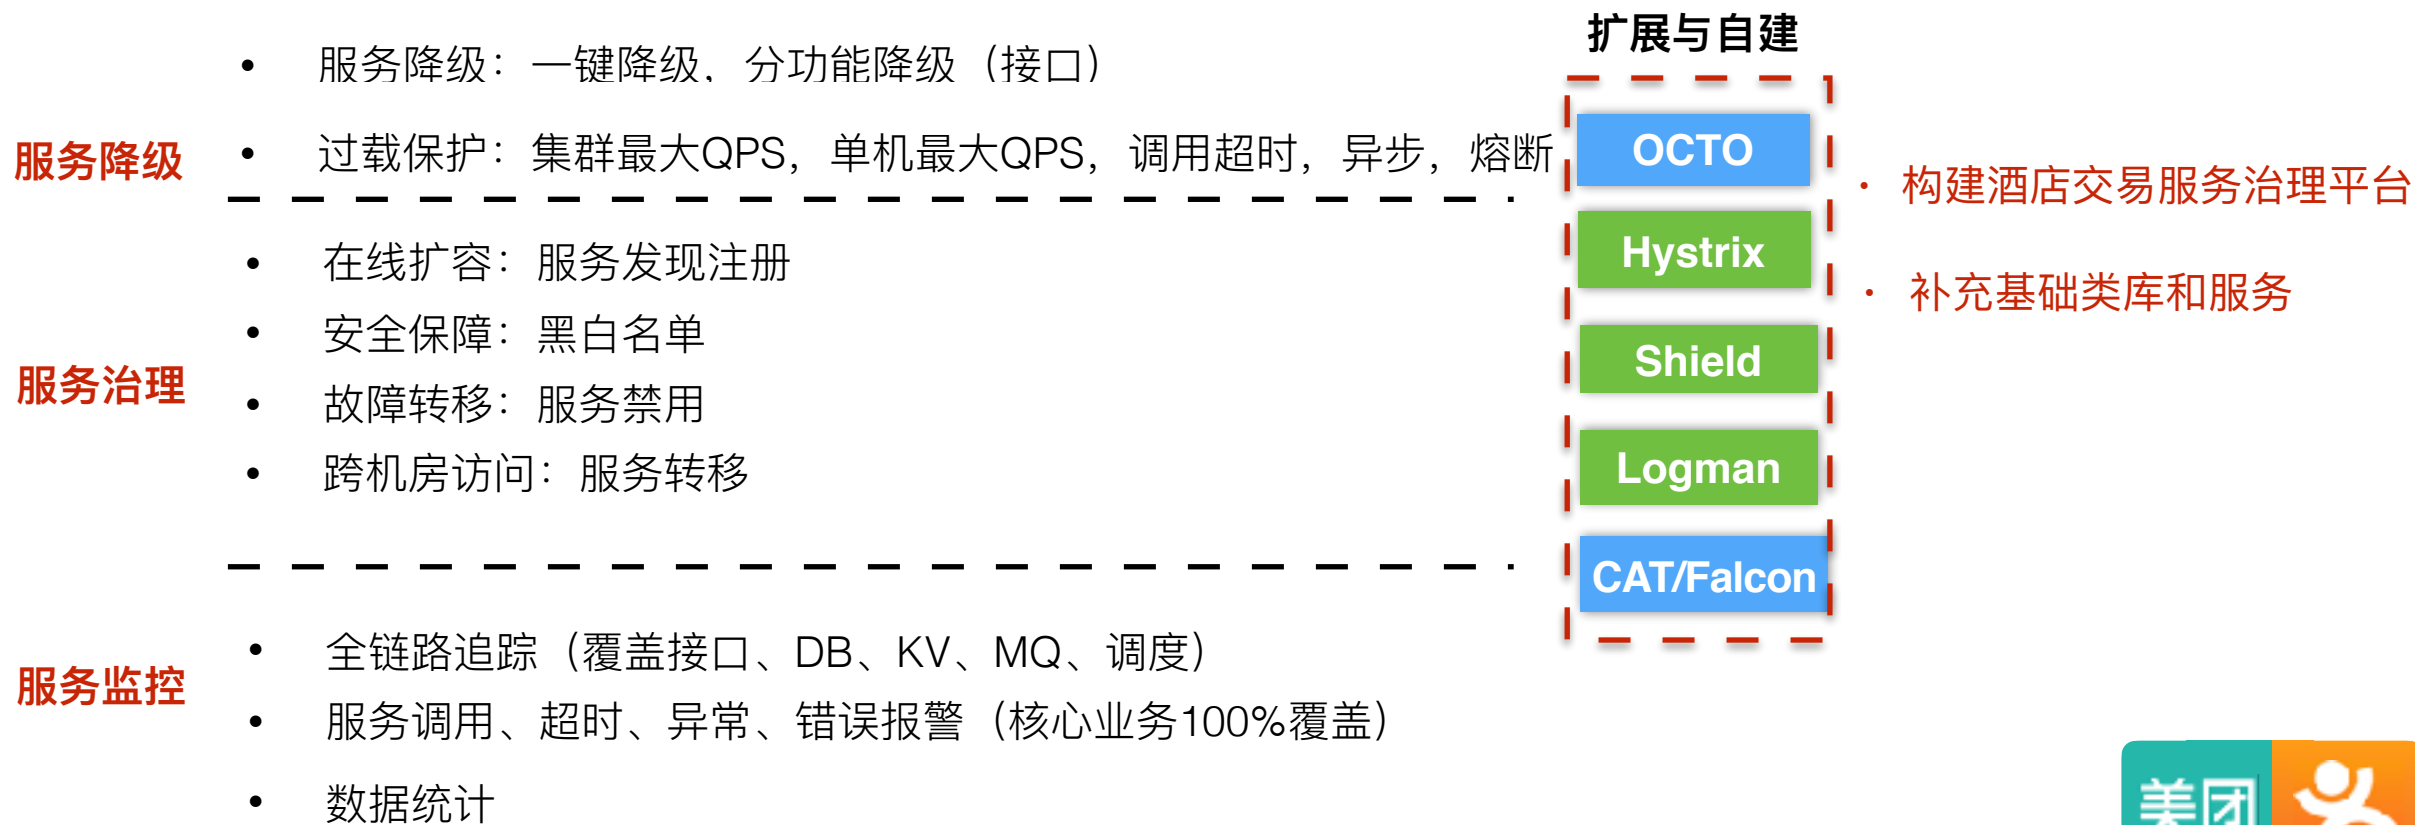 扩展与自建
服务降级
• 服务降级：一键降级，分功能降级（接口）
• 过载保护：集群最大QPS，单机最大QPS，调用超时，异步，熔断
服务治理
• 在线扩容：服务发现注册
• 安全保障：黑白名单
• 故障转移：服务禁用
• 跨机房访问：服务转移
服务监控
• 全链路追踪（覆盖接口、DB、KV、MQ、调度）
• 服务调用、超时、异常、错误报警（核心业务100%覆盖）
• 数据统计
OCTO
Hystrix
Shield
Logman
CAT/Falcon
· 构建酒店交易服务治理平台
· 补充基础类库和服务
美团